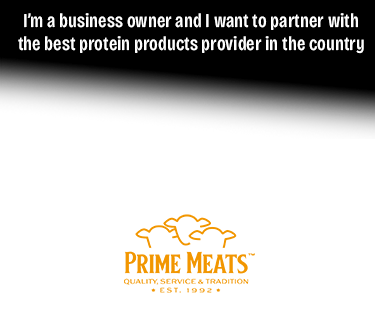 I'm a business owner and I want to partner with
the best protein products provider in the country
PRIME MEATS™
QUALITY, SERVICE & TRADITION
• EST. 1992 •